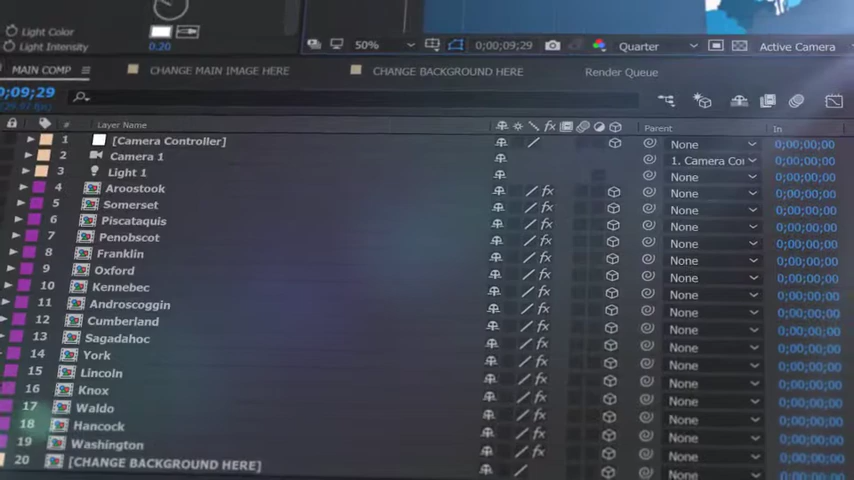 Light Color
Light Intensity 0.20
50% 0;00;09;29 Quarter Active Camera
MAIN COMP CHANGE MAIN IMAGE HERE CHANGE BACKGROUND HERE Render Queue
0;09;29
# Layer Name Parent In
1 [Camera Controller] None 0;00;00;00
2 Camera 1 1. Camera Co 0;00;00;00
3 Light 1 None 0;00;00;00
4 Aroostook None 0;00;00;00
5 Somerset None 0;00;00;00
6 Piscataquis None 0;00;00;00
7 Penobscot None 0;00;00;00
8 Franklin None 0;00;00;00
9 Oxford None 0;00;00;00
10 Kennebec None 0;00;00;00
11 Androscoggin None 0;00;00;00
12 Cumberland None 0;00;00;00
13 Sagadahoc None 0;00;00;00
14 York None 0;00;00;00
15 Lincoln None 0;00;00;00
16 Knox None 0;00;00;00
17 Waldo None 0;00;00;00
18 Hancock None 0;00;00;00
19 Washington None 0;00;00;00
20 [CHANGE BACKGROUND HERE] None 0;00;00;00